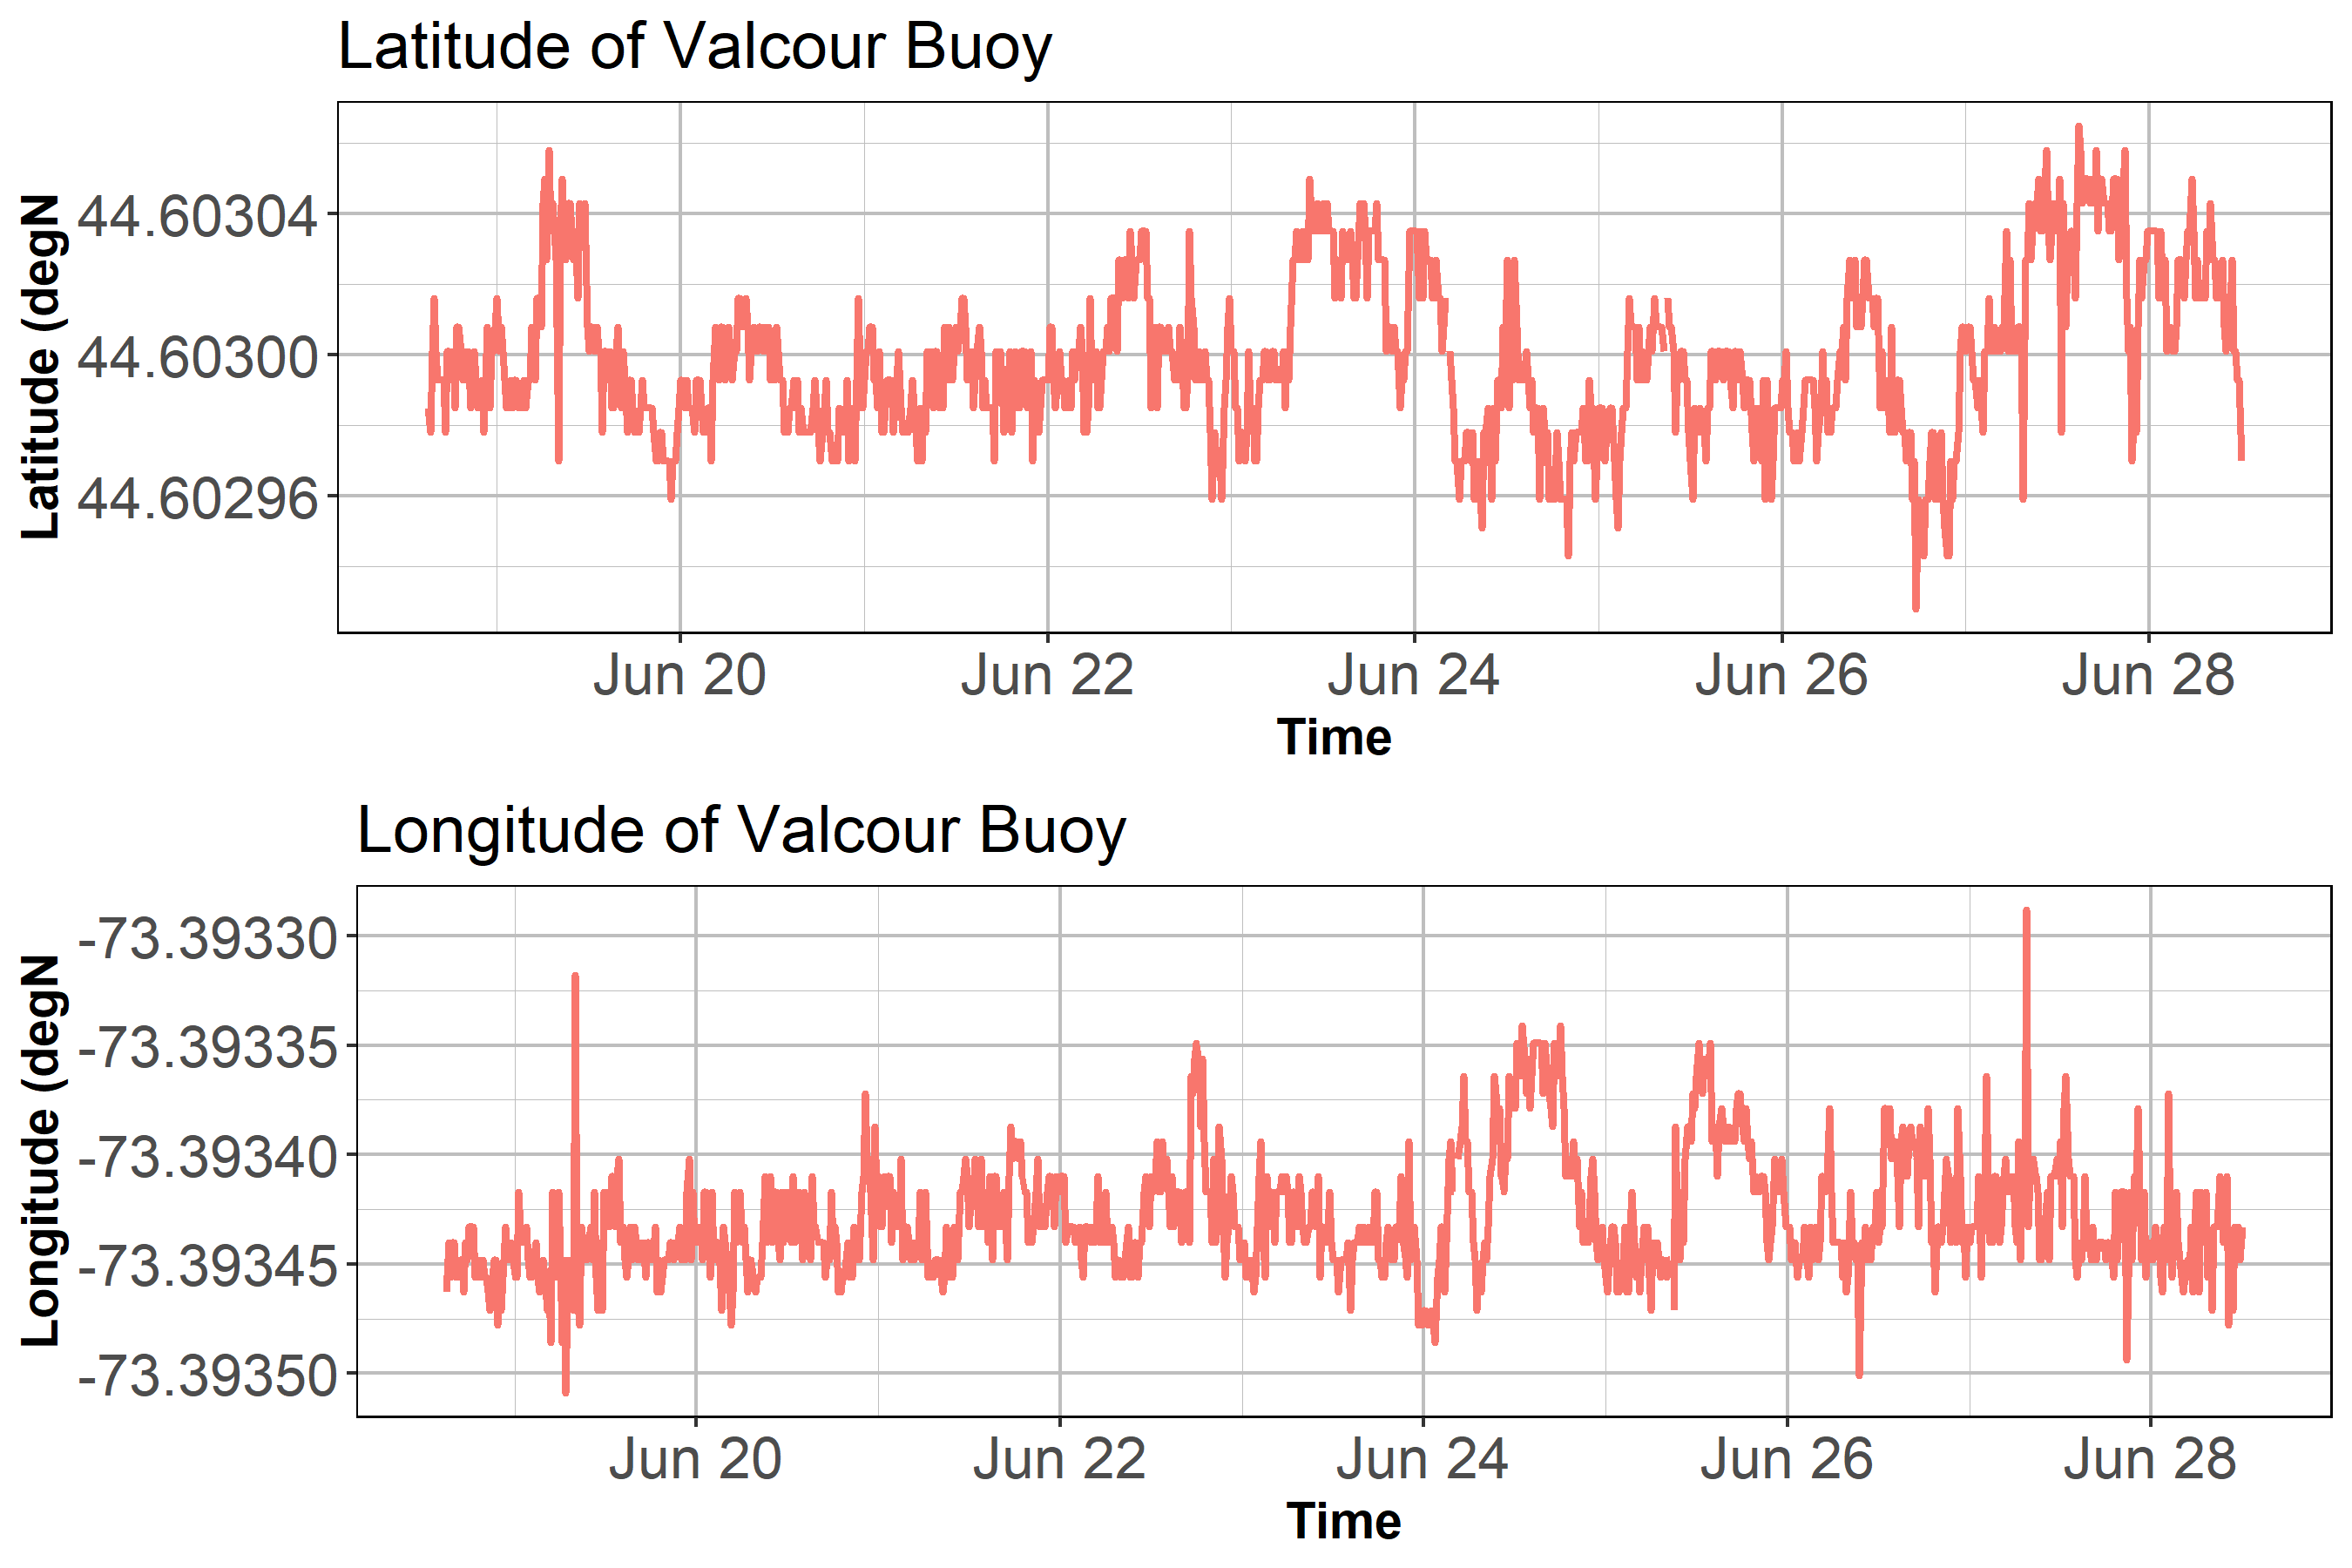 Latitude of Valcour Buoy
Latitude (degN
44.60304
44.60300
44.60296
Jun 20 Jun 22 Jun 24 Jun 26 Jun 28
Time
Longitude of Valcour Buoy
Longitude (degN
-73.39330
-73.39335
-73.39340
-73.39345
-73.39350
Jun 20 Jun 22 Jun 24 Jun 26 Jun 28
Time